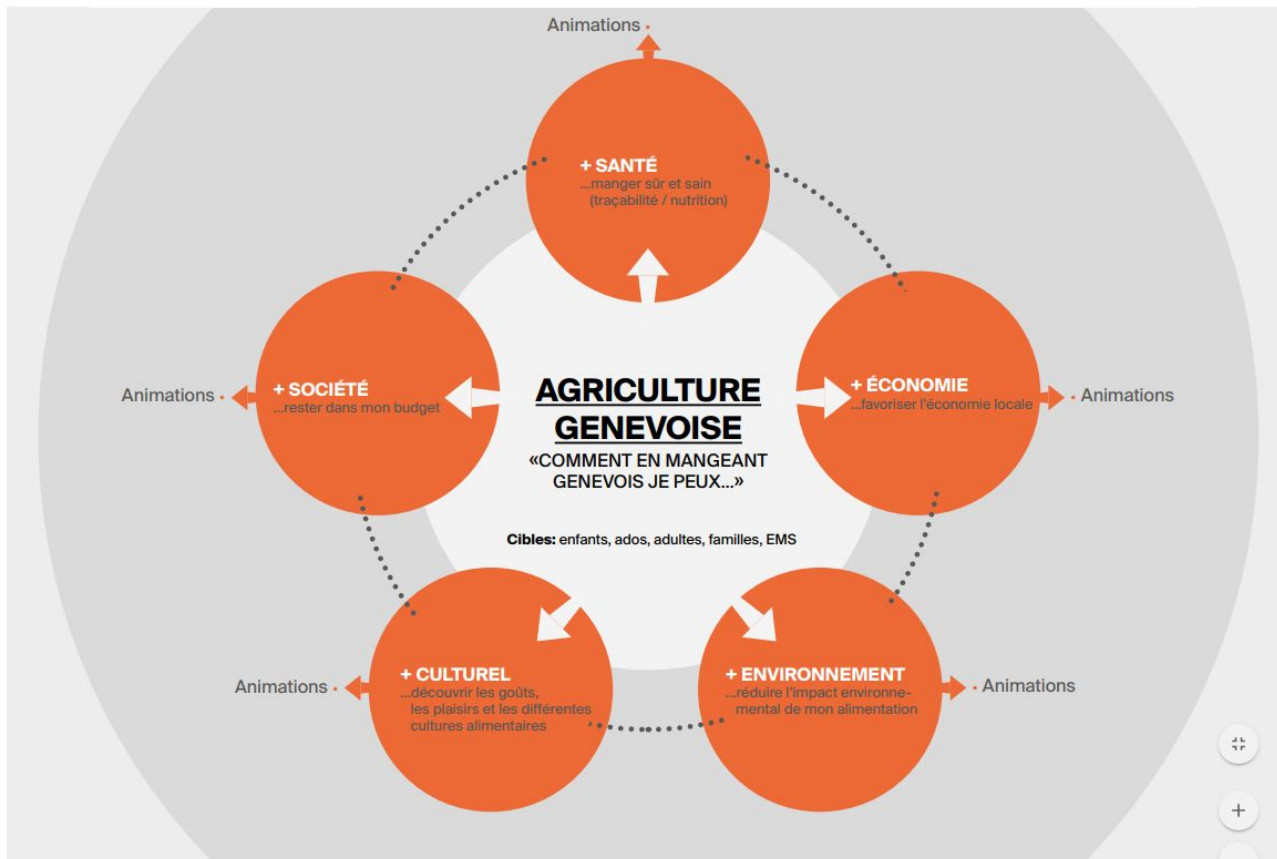 Animations
+ SANTÉ
...manger sûr et sain
(traçabilité / nutrition)
+ SOCIÉTÉ
...rester dans mon budget
Animations
AGRICULTURE
GENEVOISE
«COMMENT EN MANGEANT
GENEVOIS JE PEUX...»
Cibles: enfants, ados, adultes, familles, EMS
+ ÉCONOMIE
...favoriser l'économie locale
Animations
+ CULTUREL
...découvrir les goûts,
les plaisirs et les différentes
cultures alimentaires
Animations
+ ENVIRONNEMENT
...réduire l'impact environne-
mental de mon alimentation
Animations